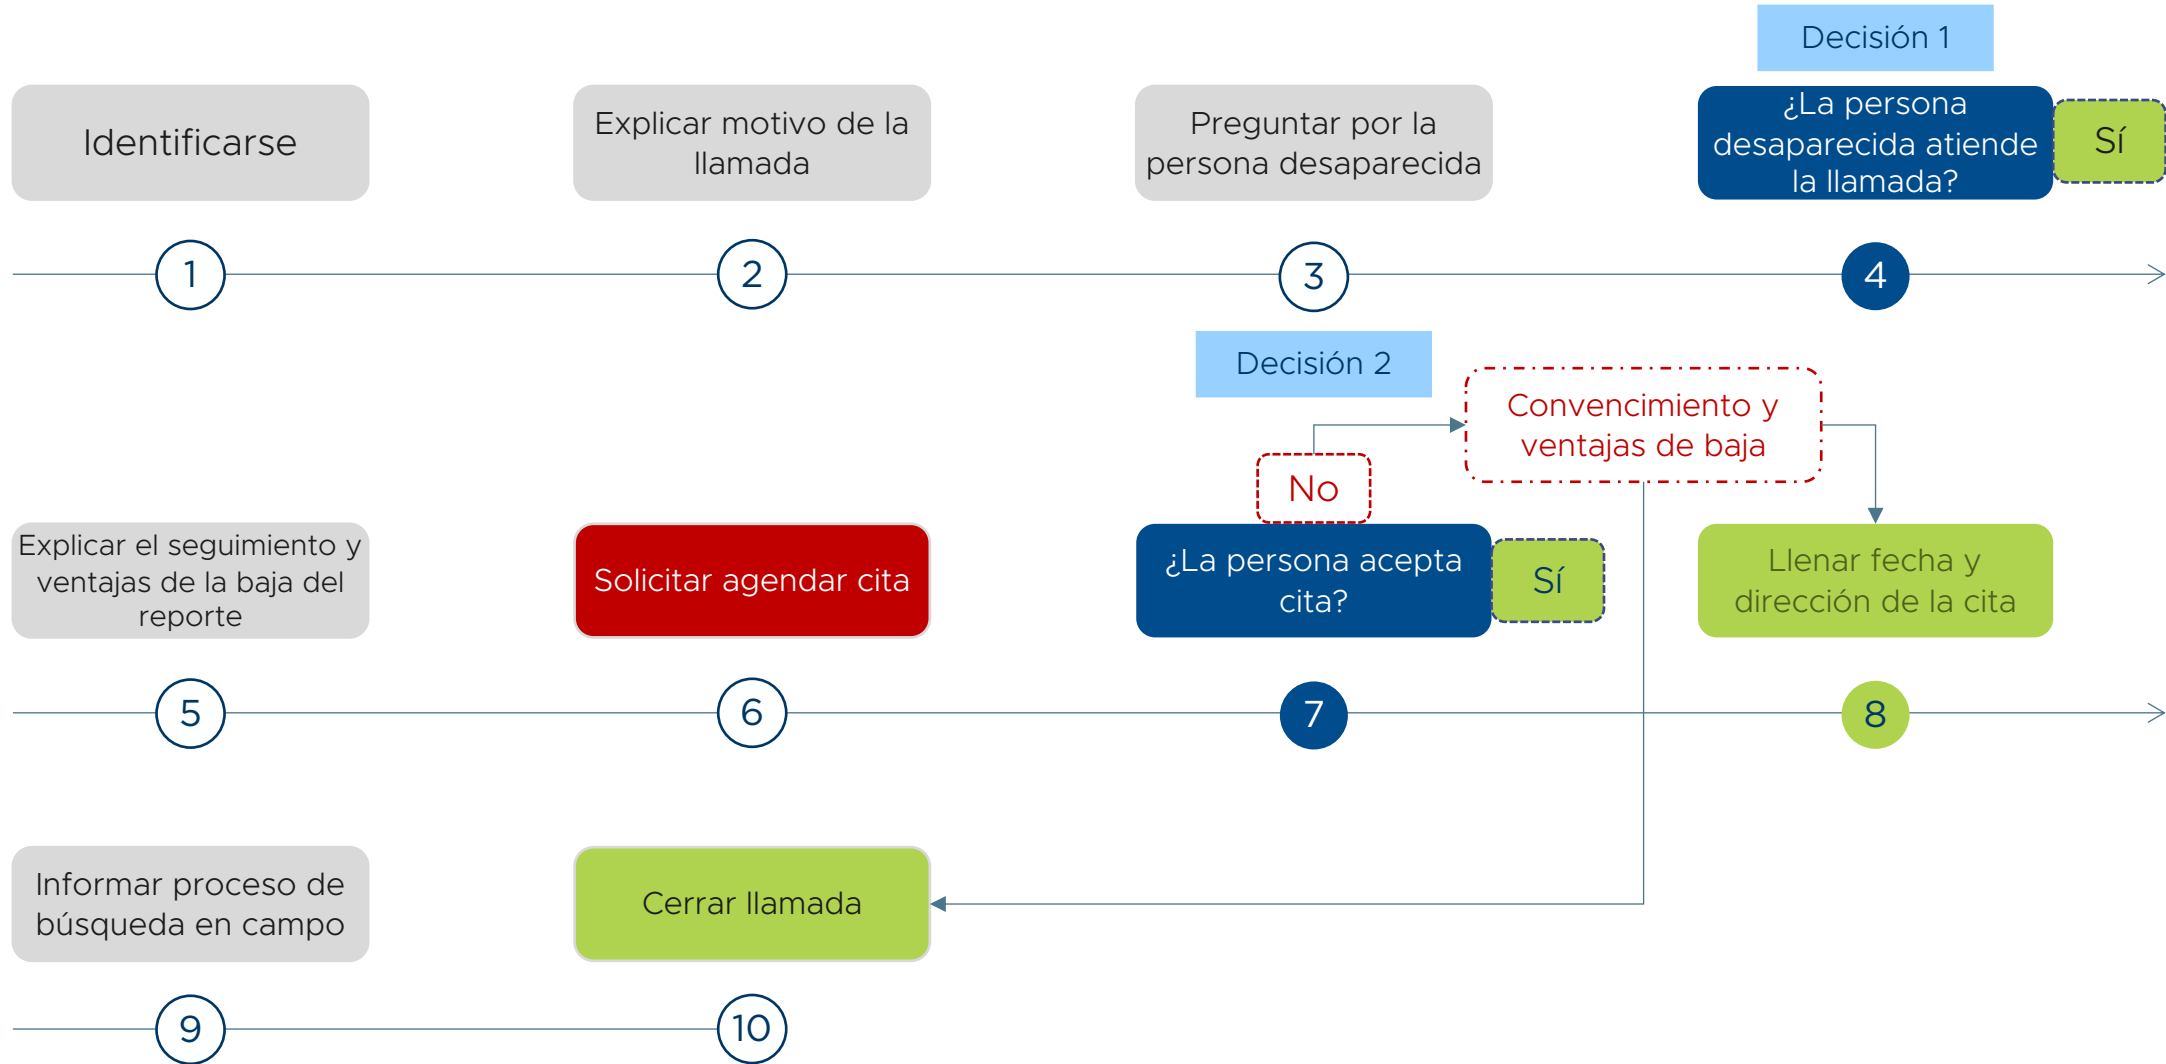 Decisión 1
Identificarse
Explicar motivo de la
llamada
Preguntar por la
persona desaparecida
¿La persona
desaparecida atiende
la llamada?
Sí
1
2
3
4
Decisión 2
Convencimiento y
ventajas de baja
No
Explicar el seguimiento y
ventajas de la baja del
reporte
Solicitar agendar cita
¿La persona acepta
cita?
Sí
Llenar fecha y
dirección de la cita
5
6
7
8
Informar proceso de
búsqueda en campo
Cerrar llamada
9
10